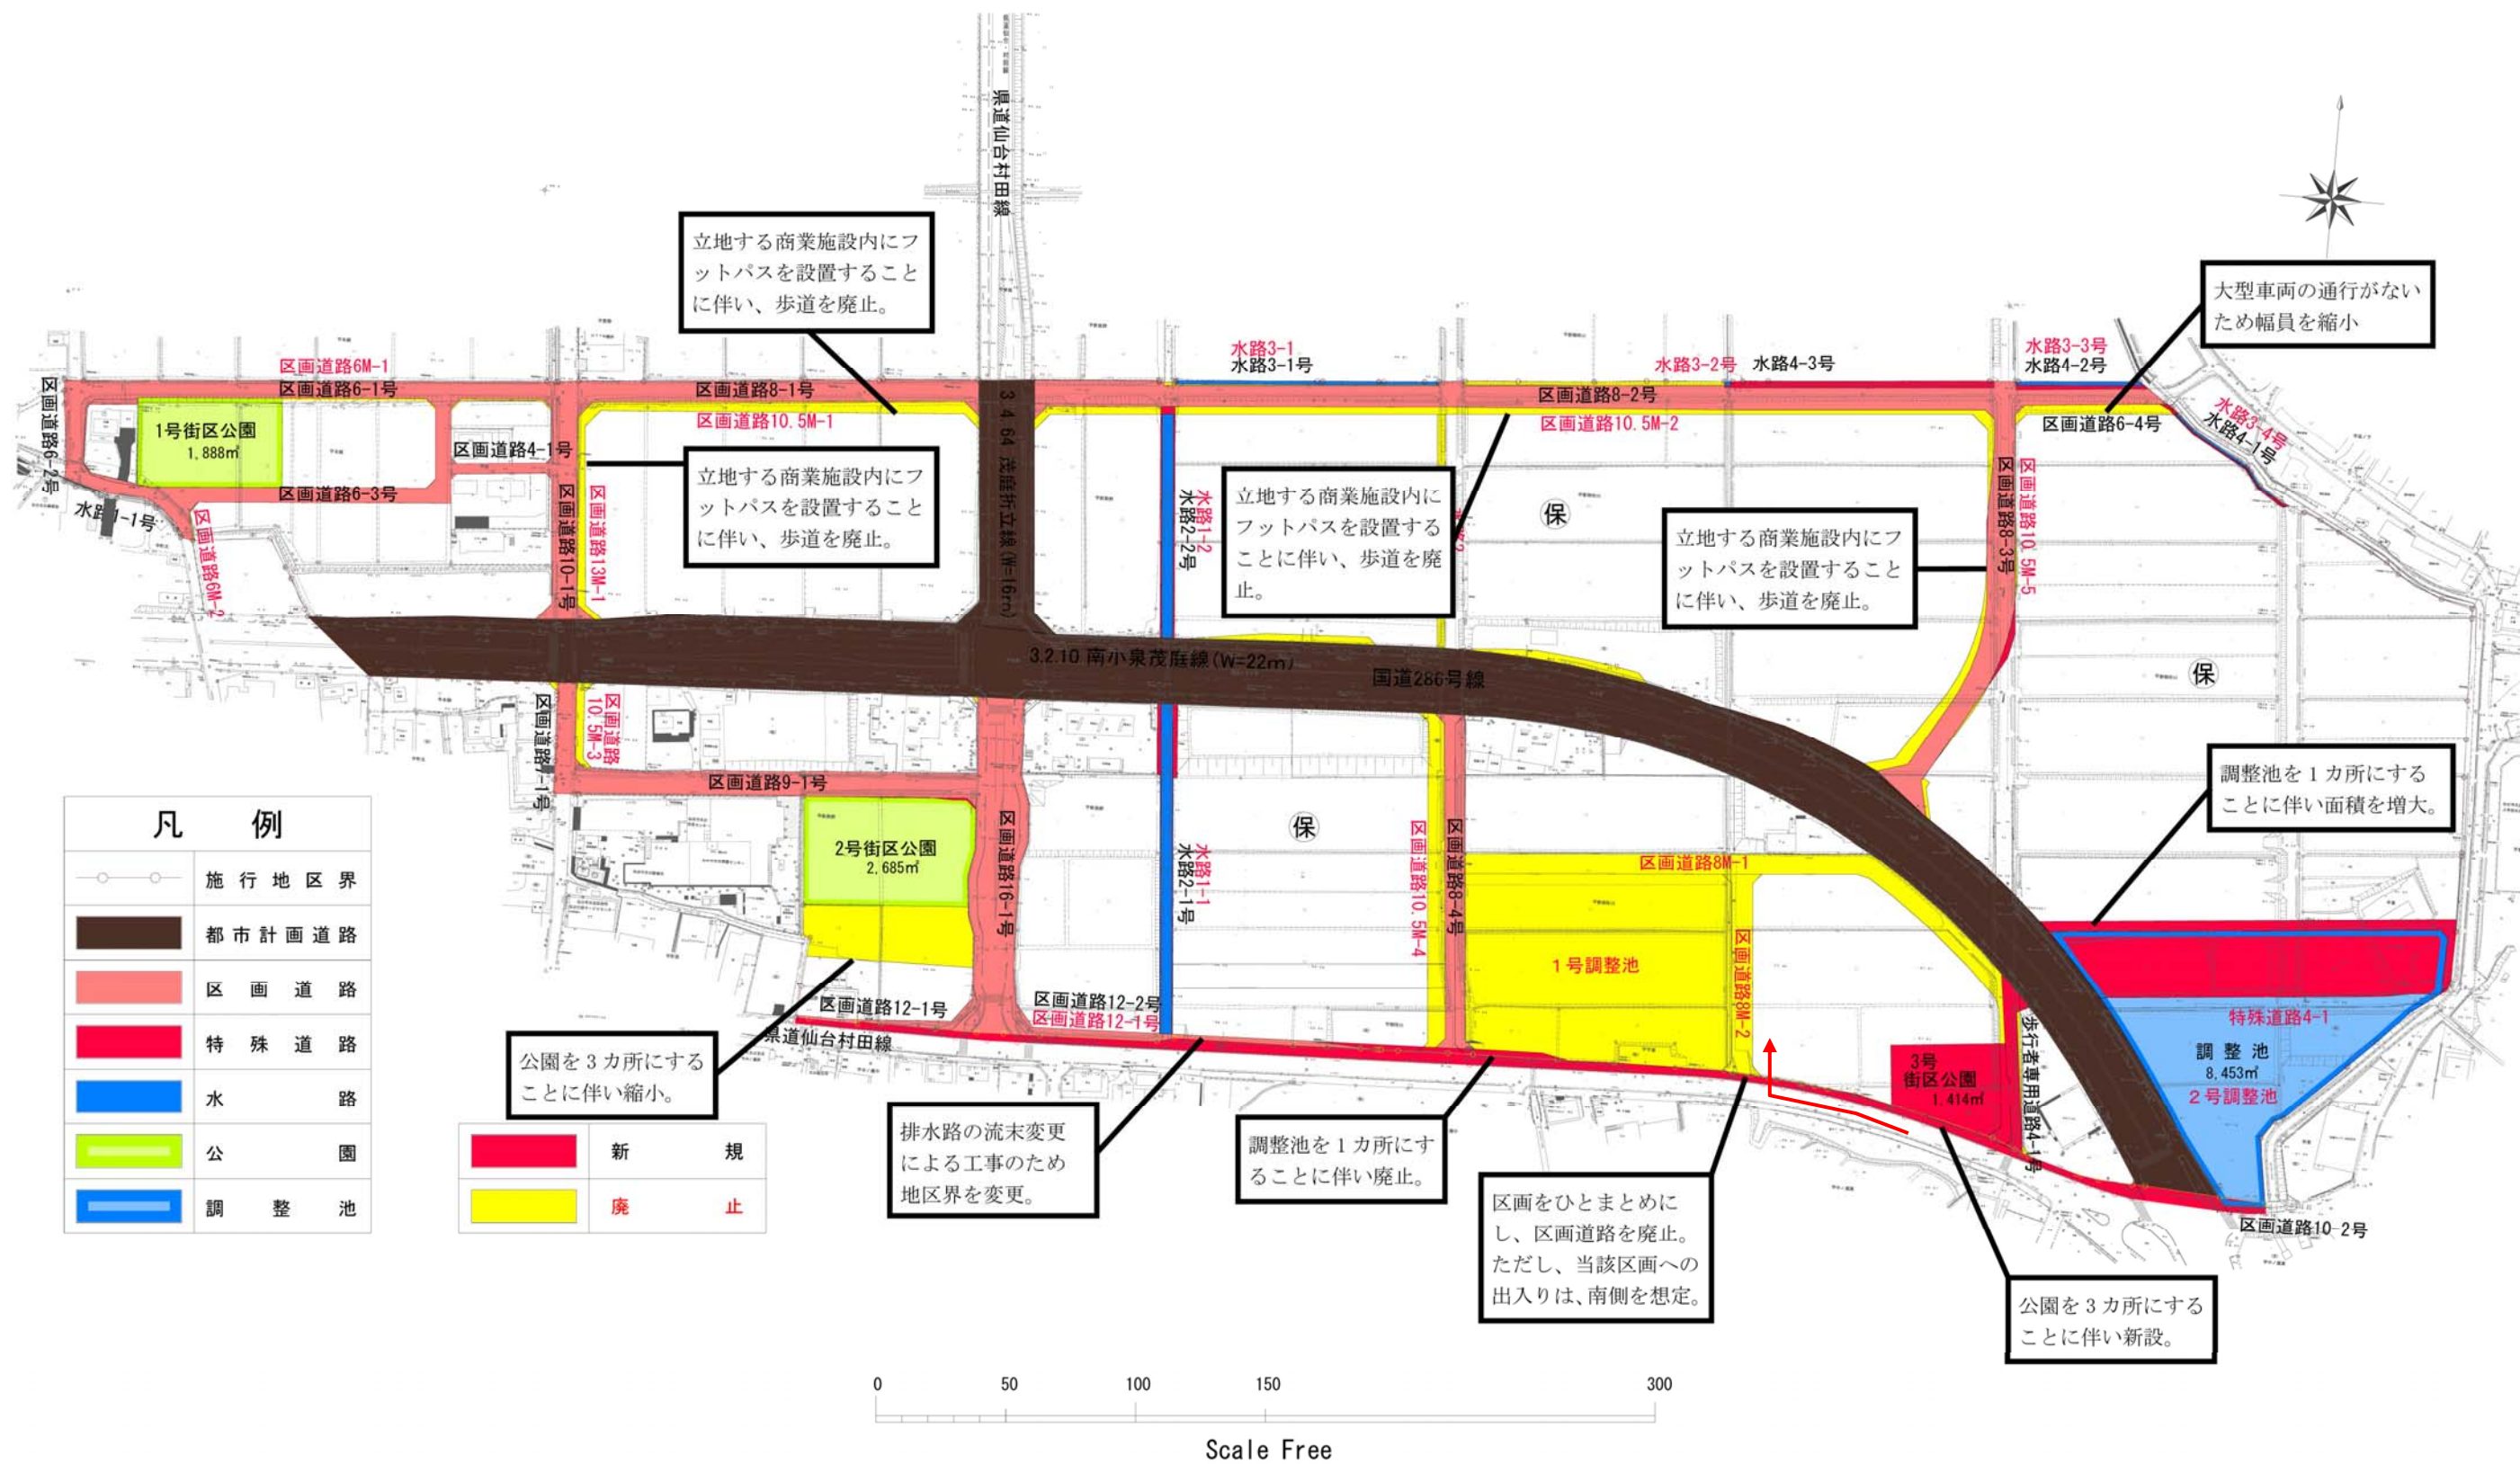 県道仙台村田線
立地する商業施設内にフ
ットパスを設置すること
に伴い、歩道を廃止。
大型車両の通行がない
ため幅員を縮小
区画道路6M-1
区画道路6-1号
区画道路8-1号
区画道路10.5M-1
水路3-1
水路3-1号
水路3-2号
水路4-3号
水路3-3号
水路4-2号
区画道路8-2号
区画道路10.5M-2
区画道路6-4号
水路3-4号
水路4-1号
区画道路6-2号
1号街区公園
1,888㎡
区画道路4-1号
区画道路6-3号
水路1-1号
区画道路6M-2
区画道路10-1号
区画道路13M-1
立地する商業施設内にフ
ットパスを設置すること
に伴い、歩道を廃止。
3.4.64 茂庭折立線(W=16m)
水路1-2
水路2-2号
立地する商業施設内に
フットパスを設置する
ことに伴い、歩道を廃
止。
保
立地する商業施設内にフ
ットパスを設置すること
に伴い、歩道を廃止。
区画道路8-3号
区画道路10.5M-5
保
3.2.10 南小泉茂庭線(W=22m)
国道286号線
区画道路7-1号
区画道路
10.5M-3
区画道路9-1号
2号街区公園
2,685㎡
区画道路16-1号
水路1-1
水路2-1号
保
区画道路10.5M-4
区画道路8-4号
区画道路8M-1
1号調整池
区画道路8M-2
調整池を1カ所にする
ことに伴い面積を増大。
特殊道路4-1
調整池
8,453㎡
2号調整池
歩行者専用道路4-1号
3号
街区公園
1,414㎡
区画道路10-2号
区画道路12-1号
区画道路12-2号
区画道路12-1号
県道仙台村田線
公園を3カ所にする
ことに伴い縮小。
排水路の流末変更
による工事のため
地区界を変更。
調整池を1カ所にす
ることに伴い廃止。
区画をひとまとめに
し、区画道路を廃止。
ただし、当該区画への
出入りは、南側を想定。
公園を3カ所にする
ことに伴い新設。
凡例
施行地区界
都市計画道路
区画道路
特殊道路
水路
公園
調整池
新規
廃止
0 50 100 150 300
Scale Free